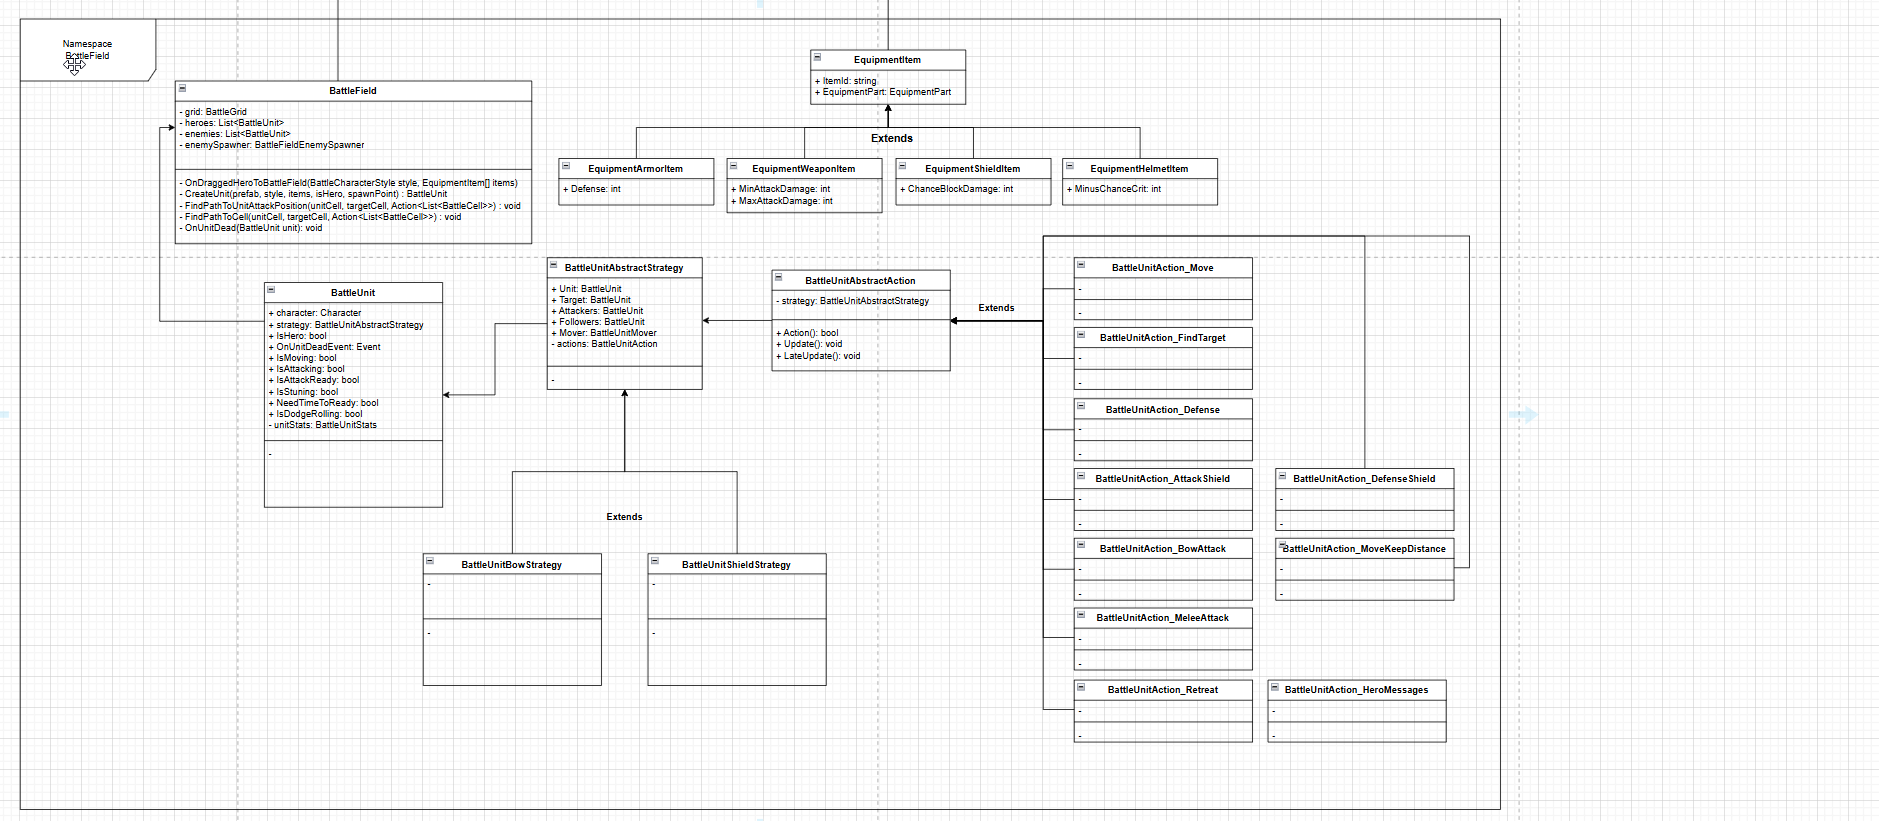 Namespace
BattleField
BattleField
- grid: BattleGrid
- heroes: List<BattleUnit>
- enemies: List<BattleUnit>
- enemySpawner: BattleFieldEnemySpawner
- OnDraggedHeroToBattleField(BattleCharacterStyle style, EquipmentItem[] items)
- CreateUnit(prefab, style, items, isHero, spawnPoint) : BattleUnit
- FindPathToUnitAttackPosition(unitCell, targetCell, Action<List<BattleCell>>) : void
- FindPathToCell(unitCell, targetCell, Action<List<BattleCell>>) : void
- OnUnitDead(BattleUnit unit): void
EquipmentItem
+ ItemId: string
+ EquipmentPart: EquipmentPart
Extends
EquipmentArmorItem
+ Defense: int
EquipmentWeaponItem
+ MinAttackDamage: int
+ MaxAttackDamage: int
EquipmentShieldItem
+ ChanceBlockDamage: int
EquipmentHelmetItem
+ MinusChanceCrit: int
BattleUnit
+ character: Character
+ strategy: BattleUnitAbstractStrategy
+ IsHero: bool
+ OnUnitDeadEvent: Event
+ IsMoving: bool
+ IsAttacking: bool
+ IsAttackReady: bool
+ IsStuning: bool
+ NeedTimeToReady: bool
+ IsDodgeRolling: bool
- unitStats: BattleUnitStats
-
BattleUnitAbstractStrategy
+ Unit: BattleUnit
+ Target: BattleUnit
+ Attackers: BattleUnit
+ Followers: BattleUnit
+ Mover: BattleUnitMover
- actions: BattleUnitAction
-
BattleUnitAbstractAction
- strategy: BattleUnitAbstractStrategy
+ Action(): bool
+ Update(): void
+ LateUpdate(): void
Extends
Extends
BattleUnitBowStrategy
-
-
BattleUnitShieldStrategy
-
-
BattleUnitAction_Move
-
-
BattleUnitAction_FindTarget
-
-
BattleUnitAction_Defense
-
-
BattleUnitAction_AttackShield
-
-
BattleUnitAction_DefenseShield
-
-
BattleUnitAction_BowAttack
-
-
BattleUnitAction_MoveKeepDistance
-
-
BattleUnitAction_MeleeAttack
-
-
BattleUnitAction_Retreat
-
-
BattleUnitAction_HeroMessages
-
-